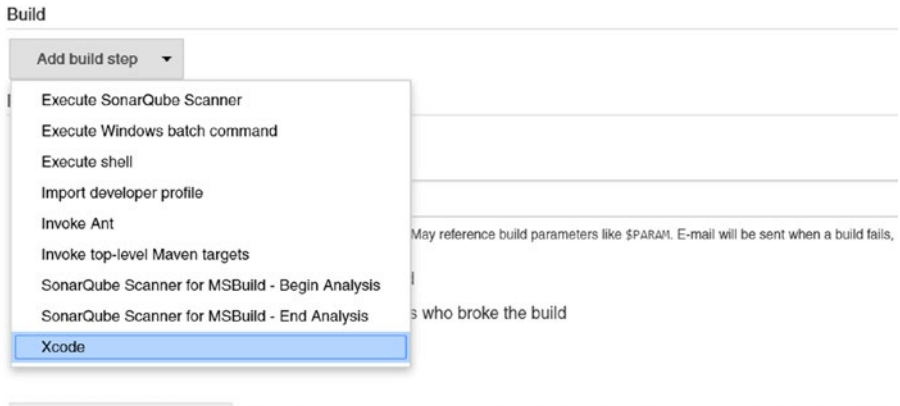 Build
Add build step
Execute SonarQube Scanner
Execute Windows batch command
Execute shell
Import developer profile
Invoke Ant
Invoke top-level Maven targets
SonarQube Scanner for MSBuild - Begin Analysis
SonarQube Scanner for MSBuild - End Analysis
Xcode
May reference build parameters like $PARAM. E-mail will be sent when a build fails,
who broke the build